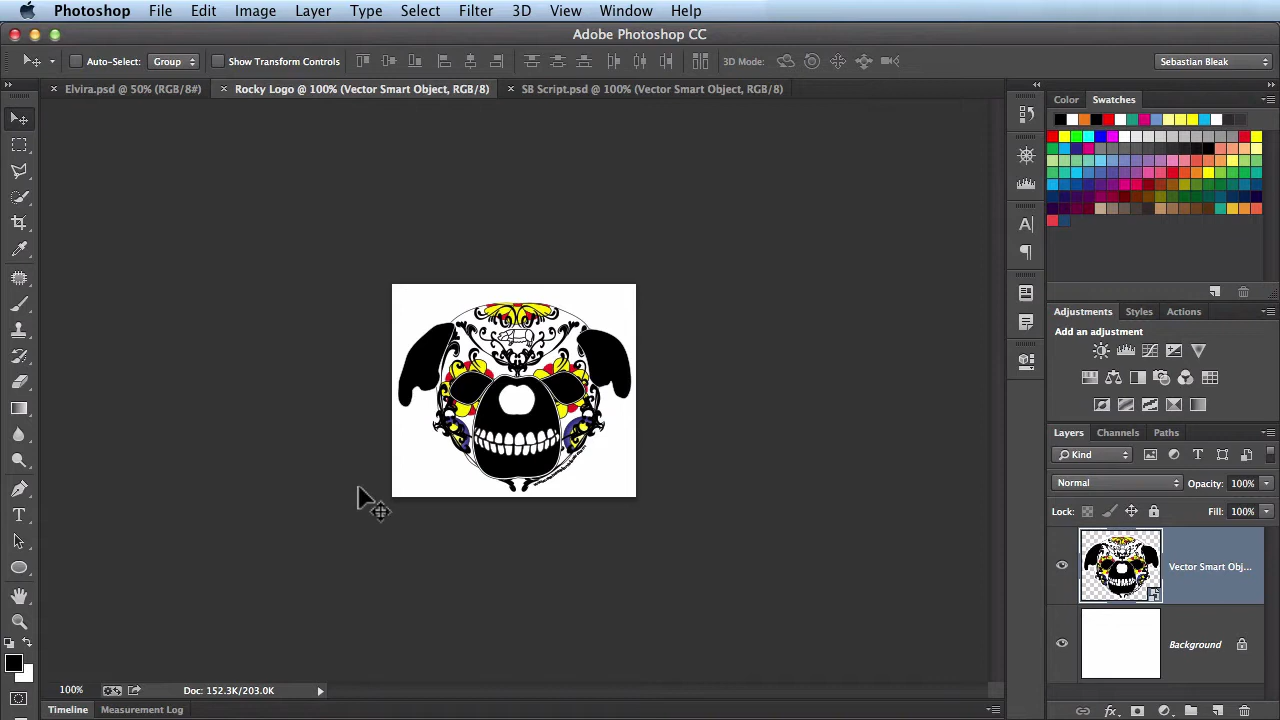 Photoshop File Edit Image Layer Type Select Filter 3D View Window Help
Adobe Photoshop CC
Auto-Select: Group Show Transform Controls 3D Mode: Sebastian Bleak
Elvira.psd @ 50% (RGB/8#) Rocky Logo @ 100% (Vector Smart Object, RGB/8) SB Script.psd @ 100% (Vector Smart Object, RGB/8)
Color Swatches
Adjustments Styles Actions
Add an adjustment
Layers Channels Paths
Kind
Normal Opacity: 100%
Lock: Fill: 100%
Vector Smart Obj...
Background
100% Doc: 152.3K/203.0K
Timeline Measurement Log